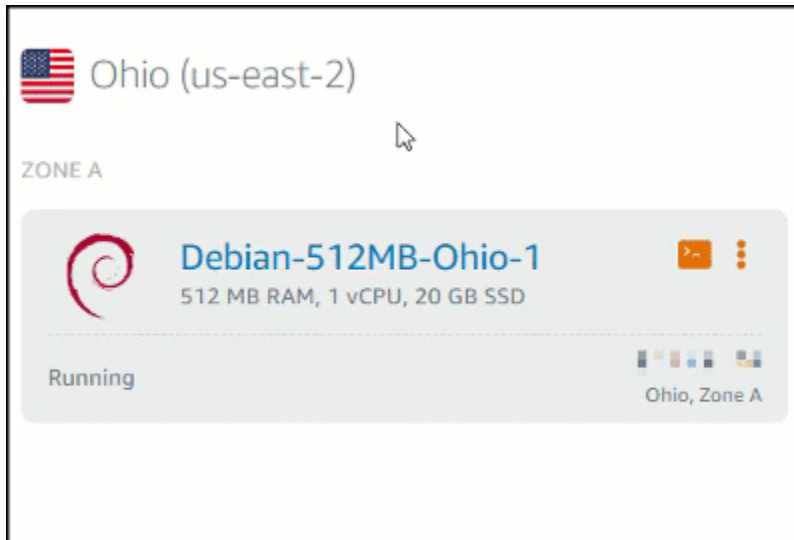 Ohio (us-east-2)
ZONE A
Debian-512MB-Ohio-1
512 MB RAM, 1 vCPU, 20 GB SSD
Running
Ohio, Zone A